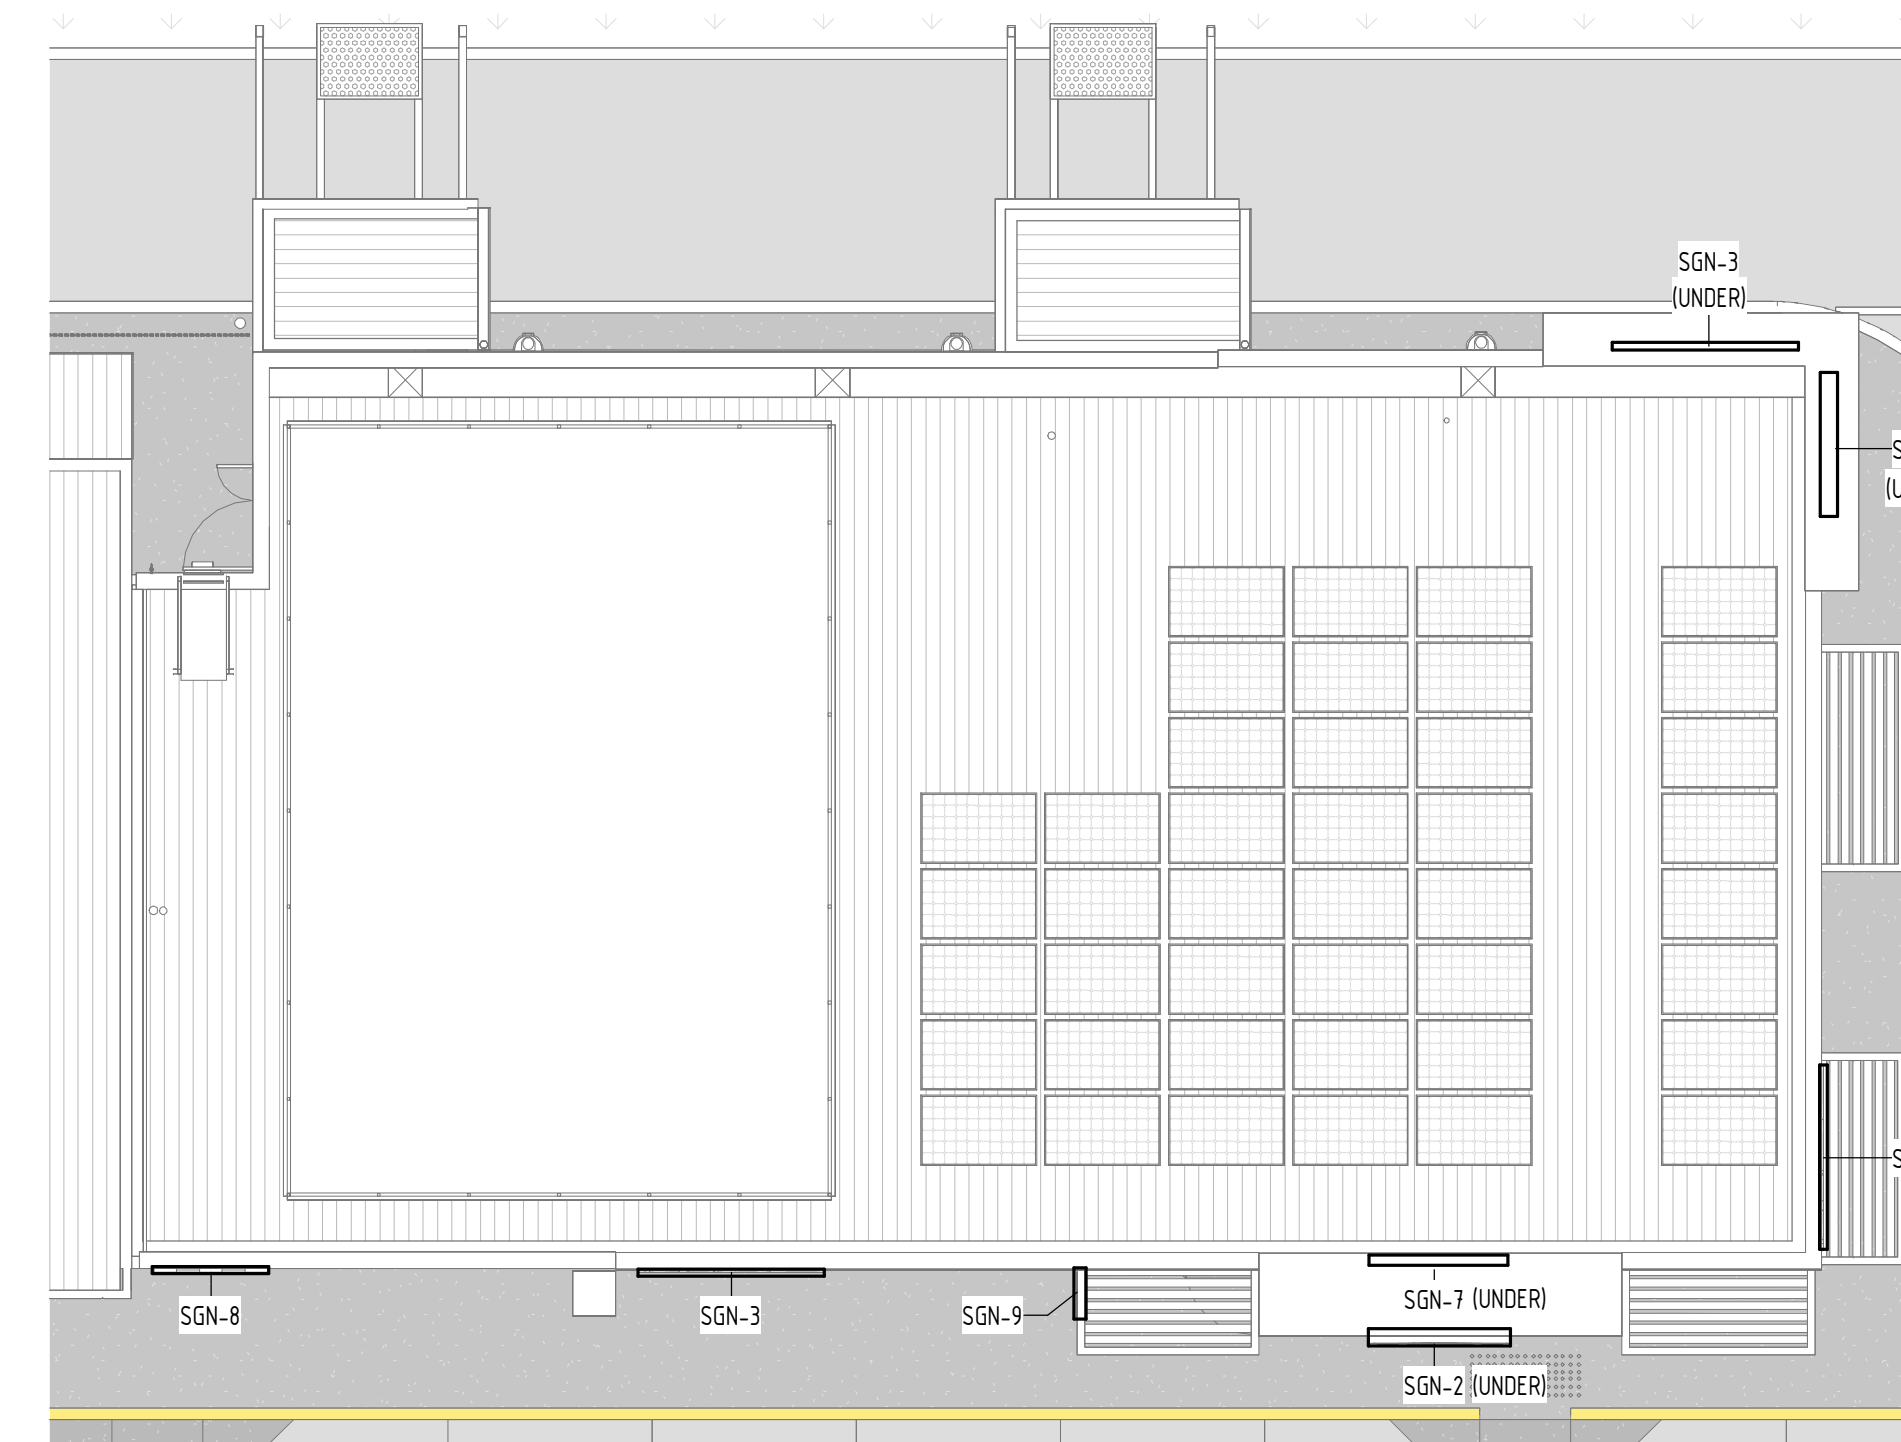 SGN-3
(UNDER)
S
(U
S
SGN-8
SGN-3
SGN-9
SGN-7 (UNDER)
SGN-2 (UNDER)